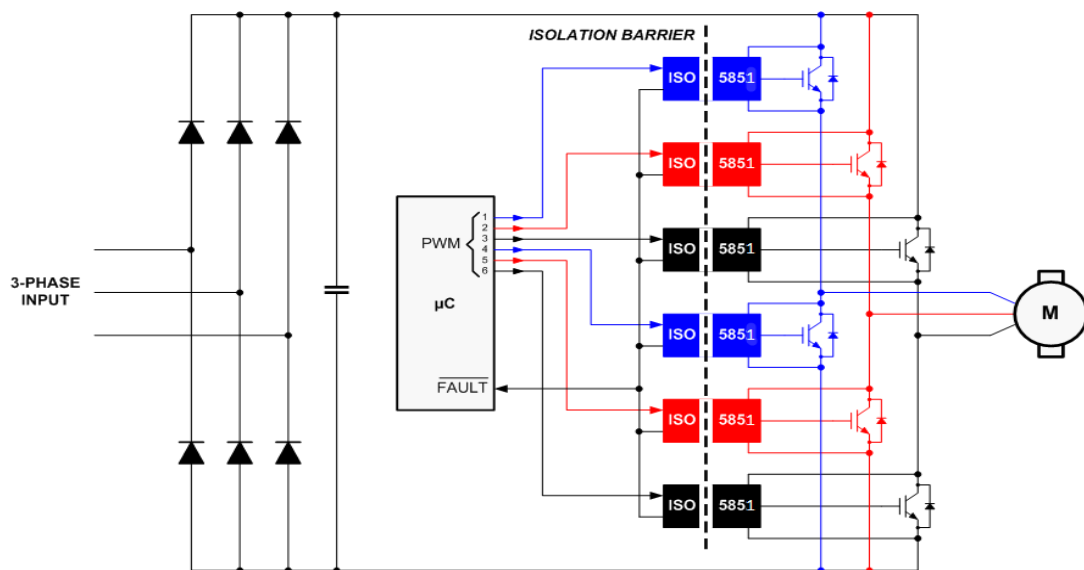 ISOLATION BARRIER
ISO 5851
ISO 5851
PWM
1
2
3
4
5
6
ISO 5851
3-PHASE
INPUT
µC
M
ISO 5851
FAULT
ISO 5851
ISO 5851